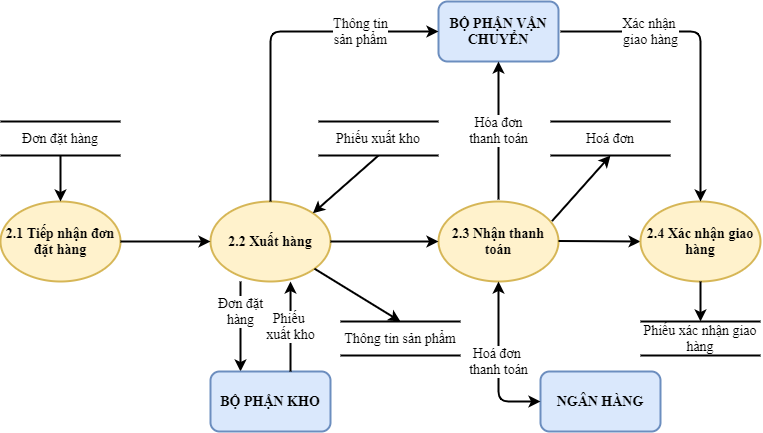 Thông tin
sản phẩm
BỘ PHẬN VẬN
CHUYỂN
Xác nhận
giao hàng
Đơn đặt hàng
Phiếu xuất kho
Hóa đơn
thanh toán
Hoá đơn
2.1 Tiếp nhận đơn
đặt hàng
2.2 Xuất hàng
2.3 Nhận thanh
toán
2.4 Xác nhận giao
hàng
Đơn đặt
hàng
Phiếu
xuất kho
Thông tin sản phẩm
Hoá đơn
thanh toán
Phiếu xác nhận giao
hàng
BỘ PHẬN KHO
NGÂN HÀNG